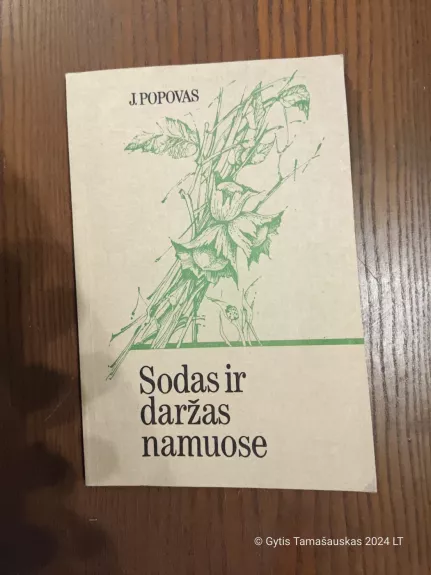 J. POPOVAS
Sodas ir
daržas
namuose
© Gytis Tamašauskas 2024 LT